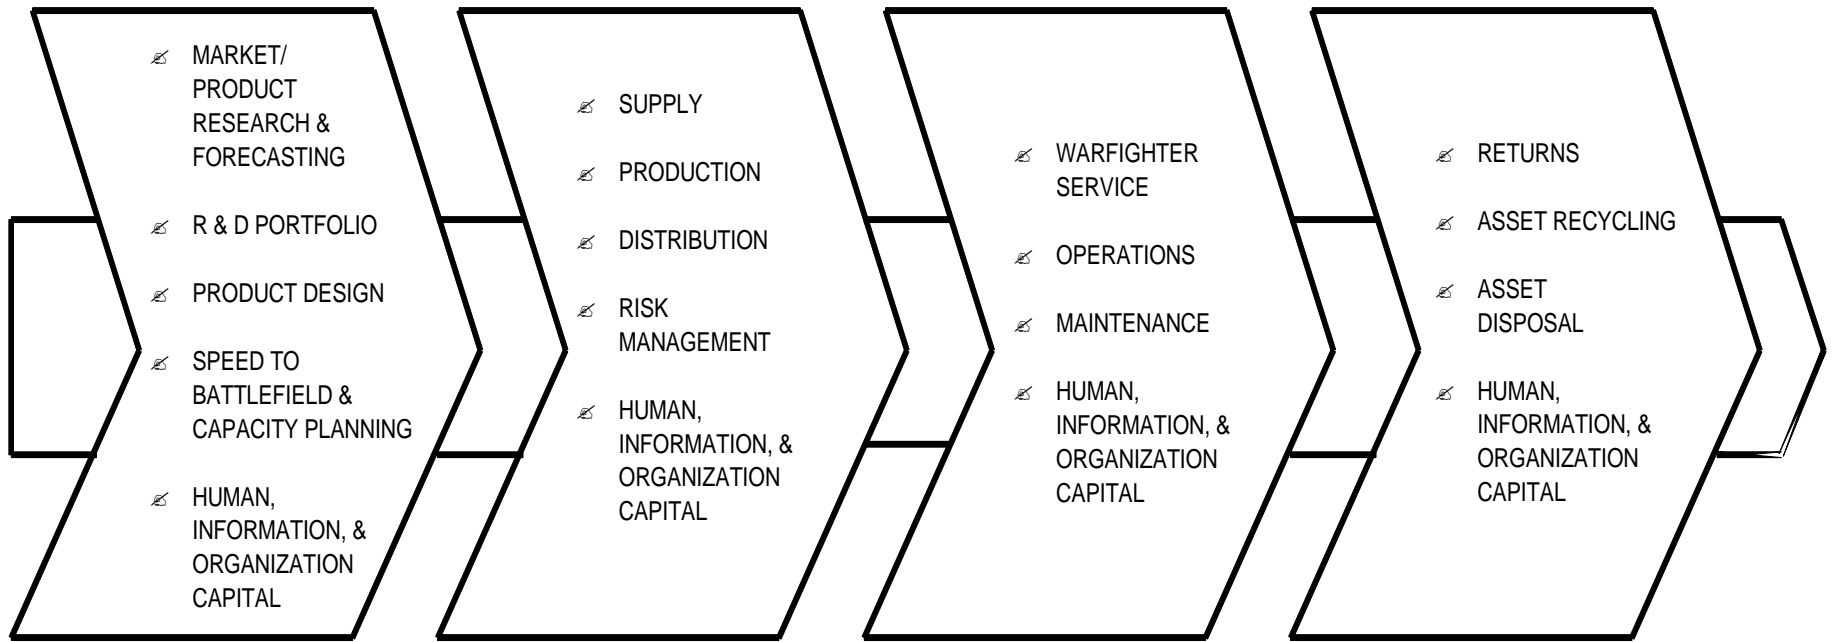 MARKET/
PRODUCT
RESEARCH &
FORECASTING
R & D PORTFOLIO
PRODUCT DESIGN
SPEED TO
BATTLEFIELD &
CAPACITY PLANNING
HUMAN,
INFORMATION, &
ORGANIZATION
CAPITAL
SUPPLY
PRODUCTION
DISTRIBUTION
RISK
MANAGEMENT
HUMAN,
INFORMATION, &
ORGANIZATION
CAPITAL
WARFIGHTER
SERVICE
OPERATIONS
MAINTENANCE
HUMAN,
INFORMATION, &
ORGANIZATION
CAPITAL
RETURNS
ASSET RECYCLING
ASSET
DISPOSAL
HUMAN,
INFORMATION, &
ORGANIZATION
CAPITAL